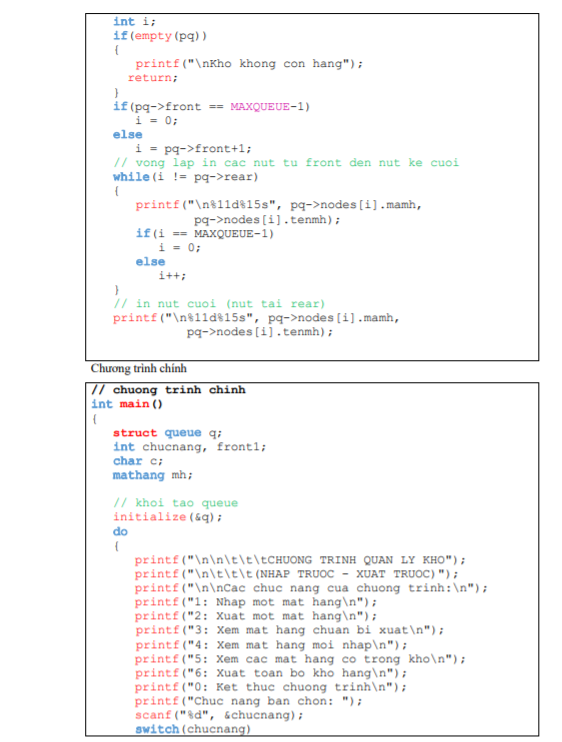 int i;
if(empty(pq))
{
printf("\nKho khong con hang");
return;
}
if(pq->front == MAXQUEUE-1)
i = 0;
else
i = pq->front+1;
// vong lap in cac nut tu front den nut ke cuoi
while(i != pq->rear)
{
printf("\n%11d%15s", pq->nodes[i].mamh,
pq->nodes[i].tenmh);
if(i == MAXQUEUE-1)
i = 0;
else
i++;
}
// in nut cuoi (nut tai rear)
printf("\n%11d%15s", pq->nodes[i].mamh,
pq->nodes[i].tenmh);
Chương trình chính
// chuong trinh chinh
int main()
{
struct queue q;
int chucnang, front1;
char c;
mathang mh;
// khoi tao queue
initialize(&q);
do
{
printf("\n\n\t\t\tCHUONG TRINH QUAN LY KHO");
printf("\n\t\t\t(NHAP TRUOC - XUAT TRUOC)");
printf("\n\nCac chuc nang cua chuong trinh:\n");
printf("1: Nhap mot mat hang\n");
printf("2: Xuat mot mat hang\n");
printf("3: Xem mat hang chuan bi xuat\n");
printf("4: Xem mat hang moi nhap\n");
printf("5: Xem cac mat hang co trong kho\n");
printf("6: Xuat toan bo kho hang\n");
printf("0: Ket thuc chuong trinh\n");
printf("Chuc nang ban chon: ");
scanf("%d", &chucnang);
switch(chucnang)